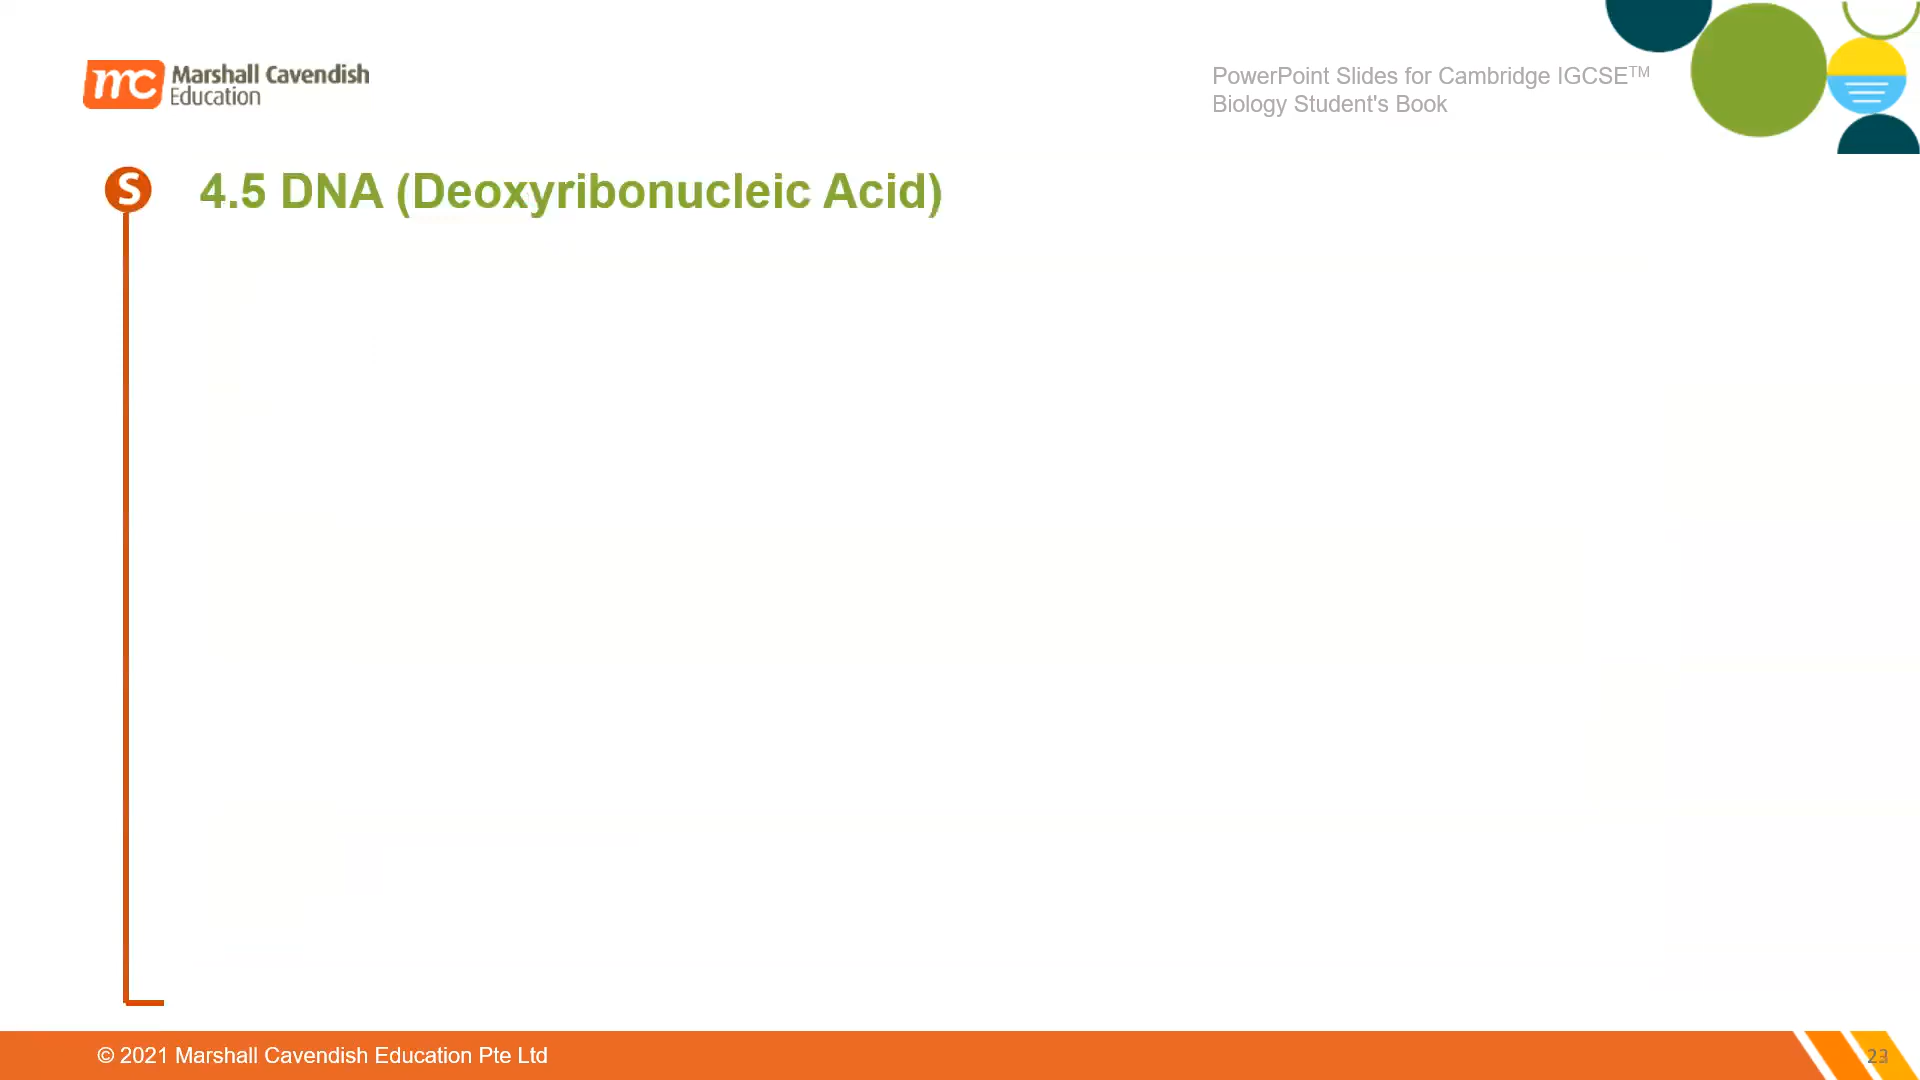 mc Marshall Cavendish
Education
PowerPoint Slides for Cambridge IGCSE™
Biology Student's Book
S 4.5 DNA (Deoxyribonucleic Acid)
© 2021 Marshall Cavendish Education Pte Ltd